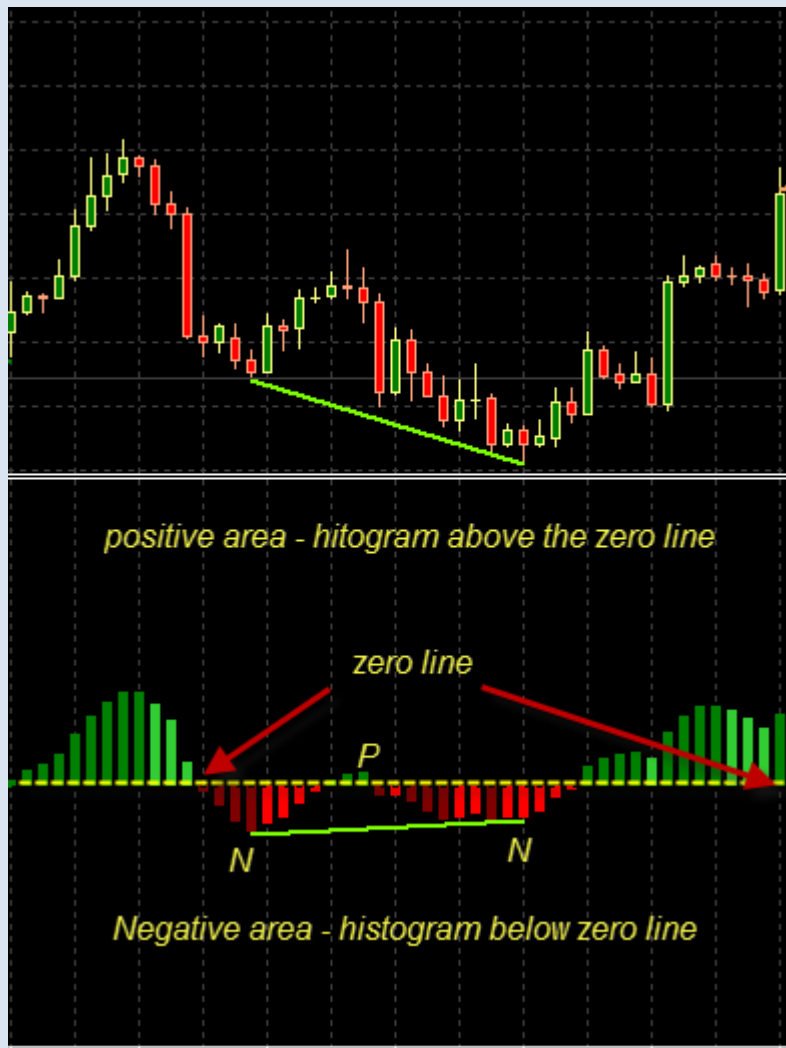 positive area - hitogram above the zero line
zero line
P
N
N
Negative area - histogram below zero line